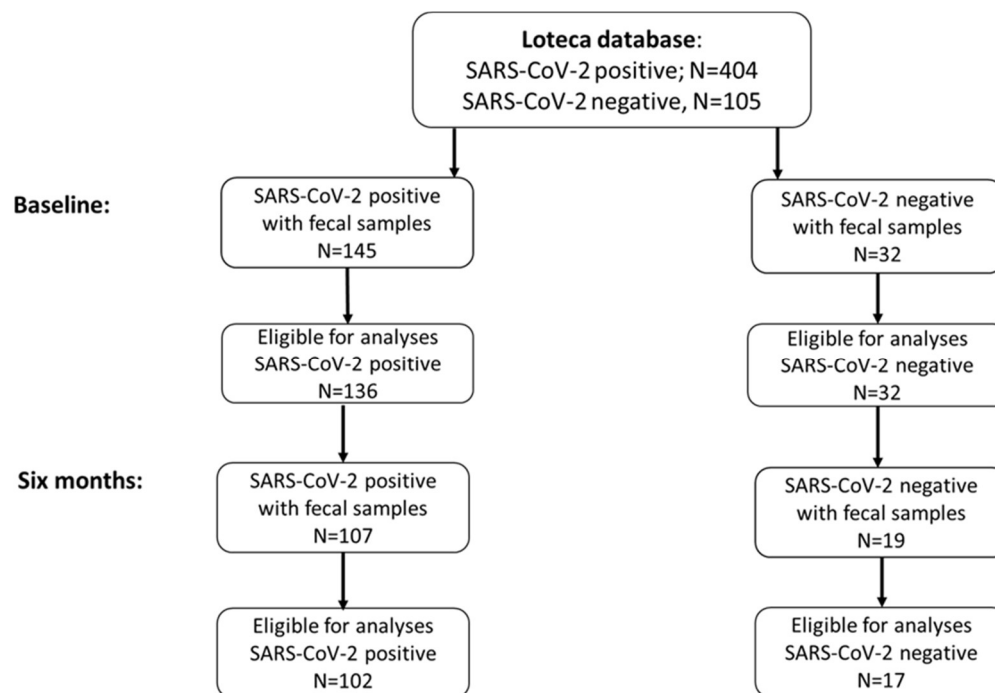 Loteca database:
SARS-CoV-2 positive; N=404
SARS-CoV-2 negative, N=105
Baseline:
SARS-CoV-2 positive
with fecal samples
N=145
SARS-CoV-2 negative
with fecal samples
N=32
Eligible for analyses
SARS-CoV-2 positive
N=136
Eligible for analyses
SARS-CoV-2 negative
N=32
Six months:
SARS-CoV-2 positive
with fecal samples
N=107
SARS-CoV-2 negative
with fecal samples
N=19
Eligible for analyses
SARS-CoV-2 positive
N=102
Eligible for analyses
SARS-CoV-2 negative
N=17